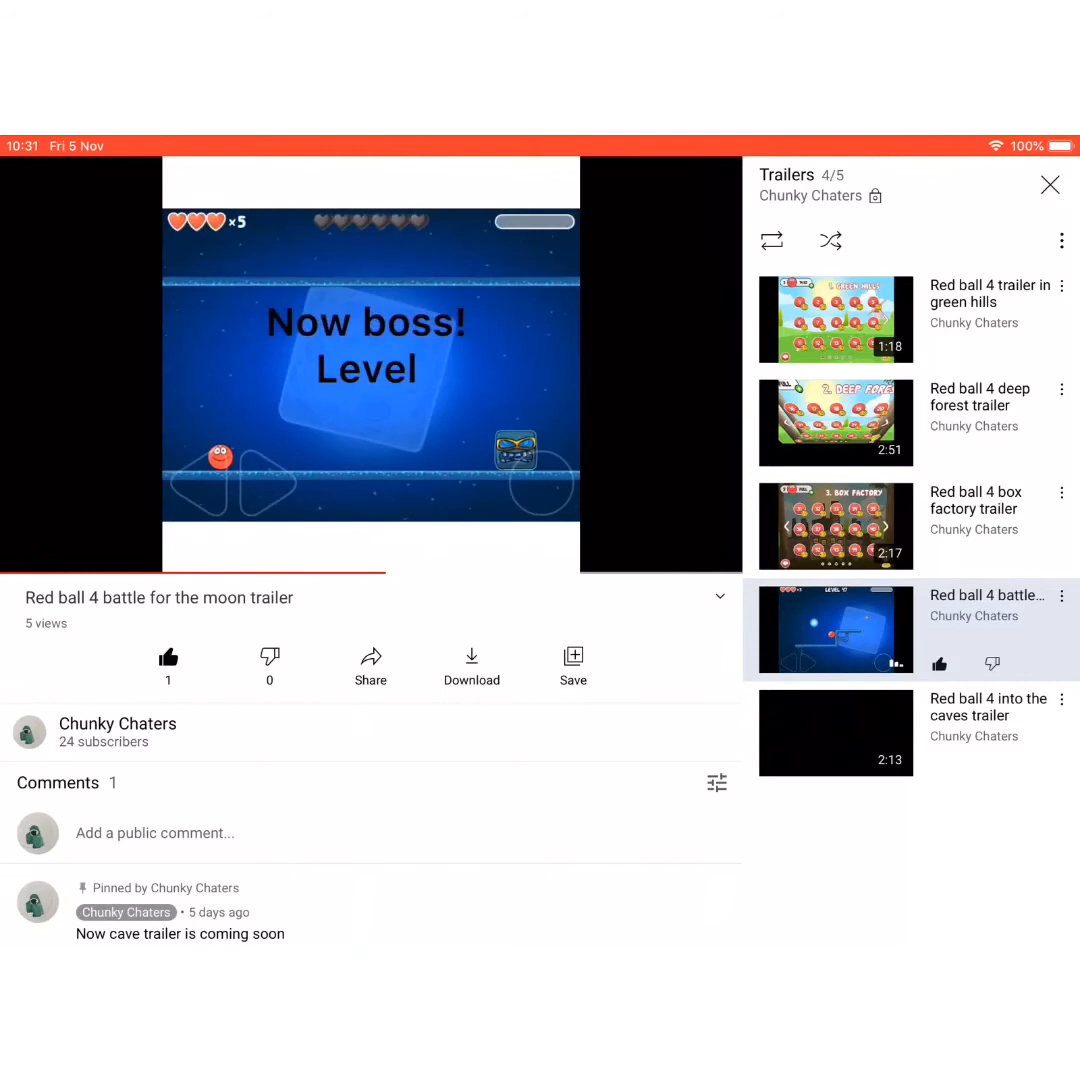 10:31 Fri 5 Nov
100%
×5
Now boss!
Level
Red ball 4 battle for the moon trailer
5 views
1
0
Share
Download
Save
Chunky Chaters
24 subscribers
Comments 1
Add a public comment...
Pinned by Chunky Chaters
Chunky Chaters • 5 days ago
Now cave trailer is coming soon
Trailers 4/5
Chunky Chaters
1. GREEN HILLS
1:18
Red ball 4 trailer in
green hills
Chunky Chaters
2. DEEP FORES
2:51
Red ball 4 deep
forest trailer
Chunky Chaters
3. BOX FACTORY
2:17
Red ball 4 box
factory trailer
Chunky Chaters
LEVEL 47
Red ball 4 battle...
Chunky Chaters
2:13
Red ball 4 into the
caves trailer
Chunky Chaters